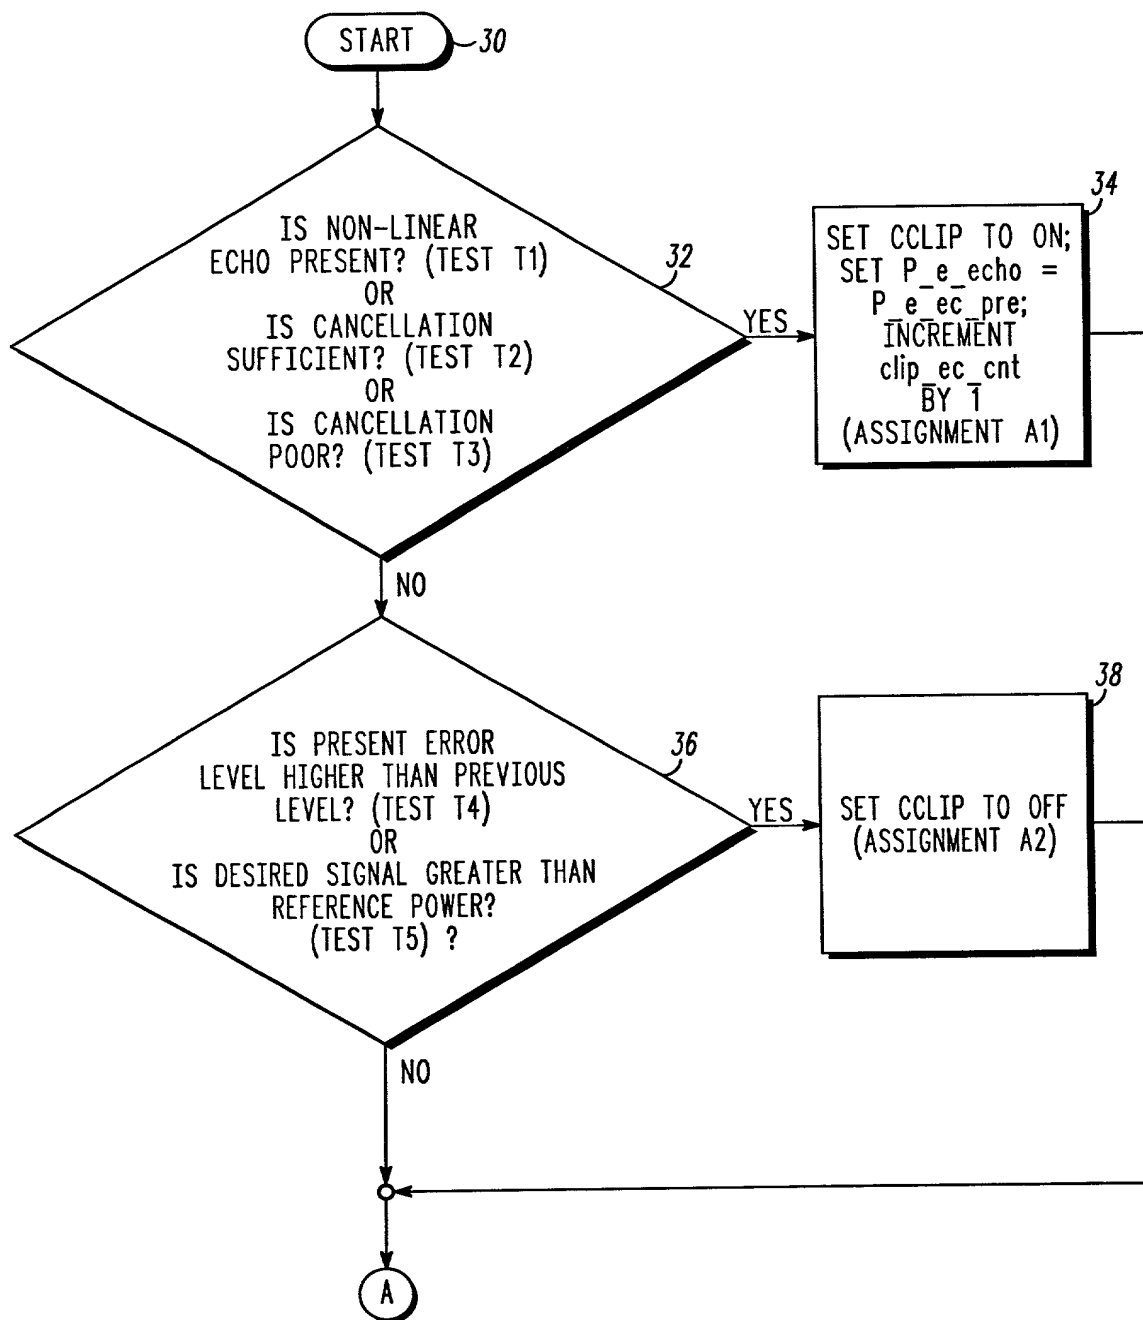 START
30
IS NON-LINEAR
ECHO PRESENT? (TEST T1)
OR
IS CANCELLATION
SUFFICIENT? (TEST T2)
OR
IS CANCELLATION
POOR? (TEST T3)
32
YES
34
SET CCLIP TO ON;
SET P_e_echo =
P_e_ec_pre;
INCREMENT
clip_ec_cnt
BY 1
(ASSIGNMENT A1)
NO
IS PRESENT ERROR
LEVEL HIGHER THAN PREVIOUS
LEVEL? (TEST T4)
OR
IS DESIRED SIGNAL GREATER THAN
REFERENCE POWER?
(TEST T5) ?
36
YES
38
SET CCLIP TO OFF
(ASSIGNMENT A2)
NO
A